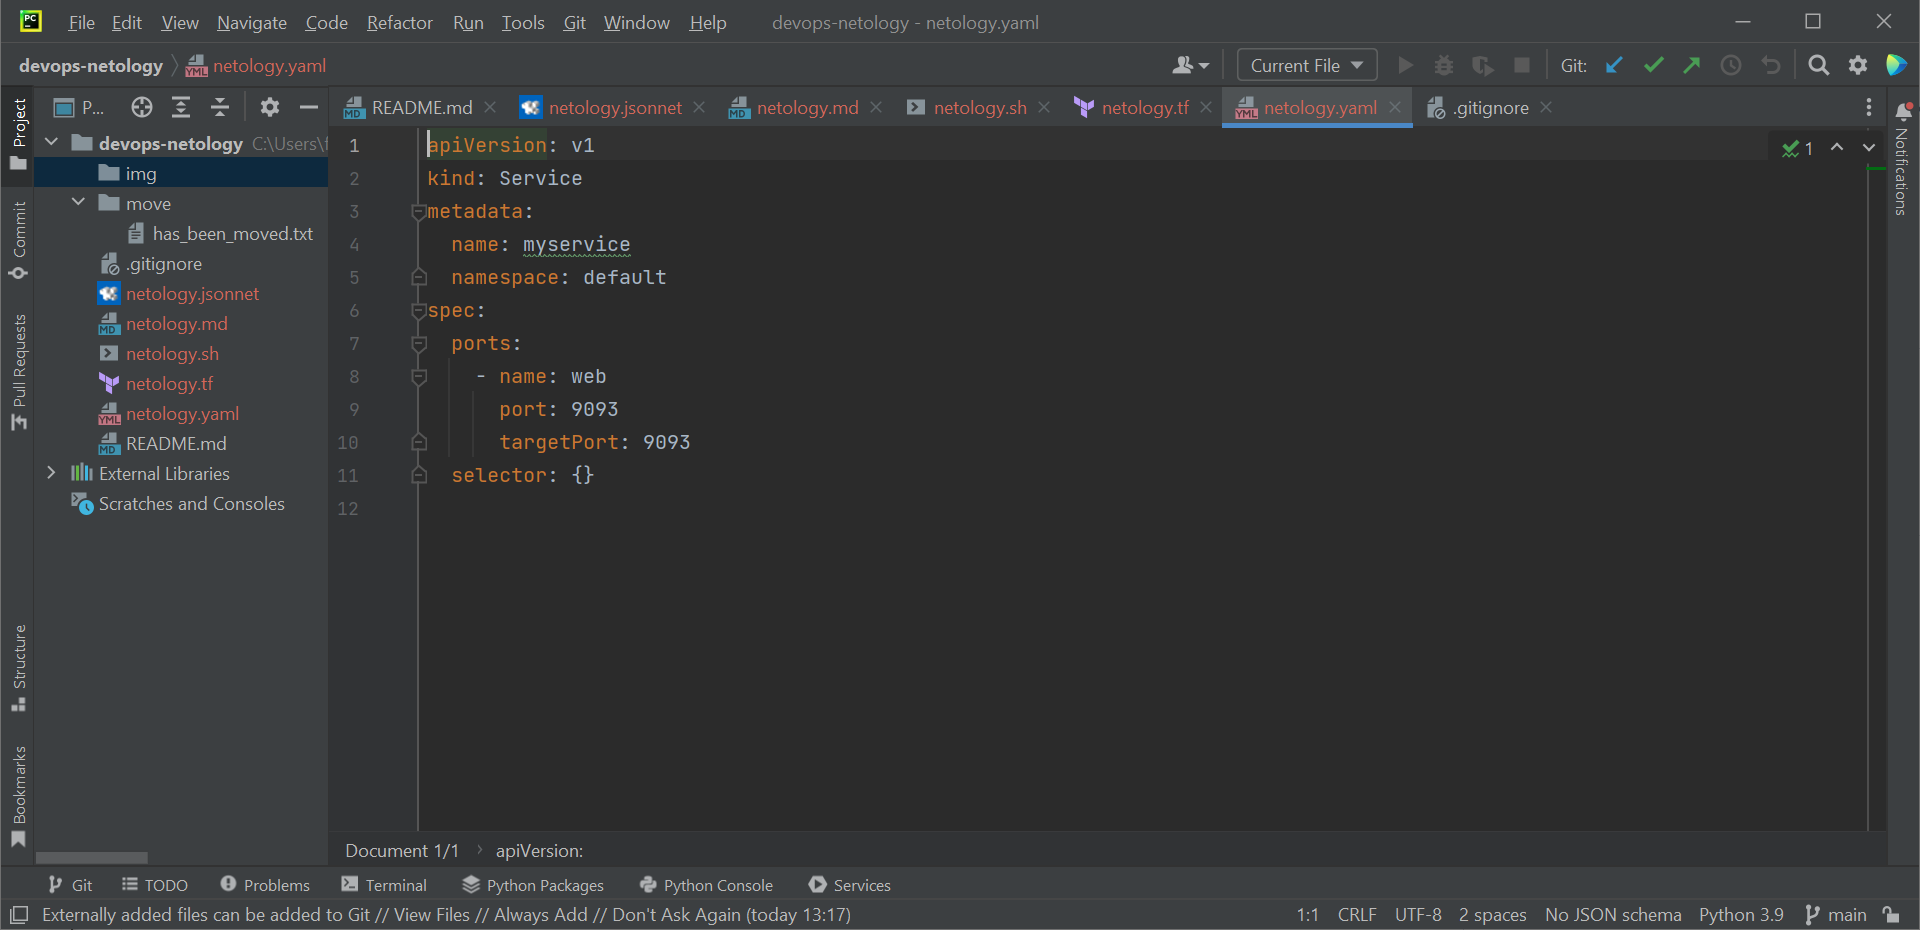 PC
File Edit View Navigate Code Refactor Run Tools Git Window Help devops-netology - netology.yaml
devops-netology netology.yaml Current File Git:
P... README.md netology.jsonnet netology.md netology.sh netology.tf netology.yaml .gitignore
Project
Commit
Pull Requests
Structure
Bookmarks
devops-netology C:\Users\f
img
move
has_been_moved.txt
.gitignore
netology.jsonnet
netology.md
netology.sh
netology.tf
netology.yaml
README.md
External Libraries
Scratches and Consoles
1 apiVersion: v1
2 kind: Service
3 metadata:
4 name: myservice
5 namespace: default
6 spec:
7 ports:
8 - name: web
9 port: 9093
10 targetPort: 9093
11 selector: {}
12
1
Notifications
Document 1/1 apiVersion:
Git TODO Problems Terminal Python Packages Python Console Services
Externally added files can be added to Git // View Files // Always Add // Don't Ask Again (today 13:17) 1:1 CRLF UTF-8 2 spaces No JSON schema Python 3.9 main